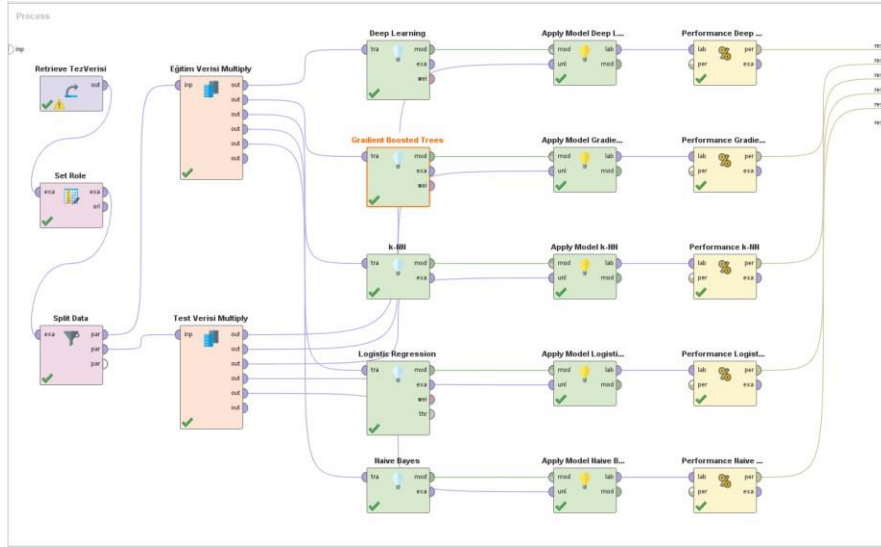 Process
inp
Retrieve TezVerisi
out
Set Role
exa
exa
ori
Split Data
exa
par
par
par
Eğitim Verisi Multiply
inp
out
out
out
out
out
out
Test Verisi Multiply
inp
out
out
out
out
out
out
Deep Learning
tra
mod
exa
wei
Apply Model Deep L...
mod
lab
unl
mod
Performance Deep ...
lab
per
per
exa
Gradient Boosted Trees
tra
mod
exa
wei
Apply Model Gradie...
mod
lab
unl
mod
Performance Gradie...
lab
per
per
exa
k-NN
tra
mod
exa
Apply Model k-NN
mod
lab
unl
mod
Performance k-NN
lab
per
per
exa
Logistic Regression
tra
mod
exa
wei
thr
Apply Model Logisti...
mod
lab
unl
mod
Performance Logist...
lab
per
per
exa
Naive Bayes
tra
mod
exa
Apply Model Naive B...
mod
lab
unl
mod
Performance Naive ...
lab
per
per
exa
res
res
res
res
res
res